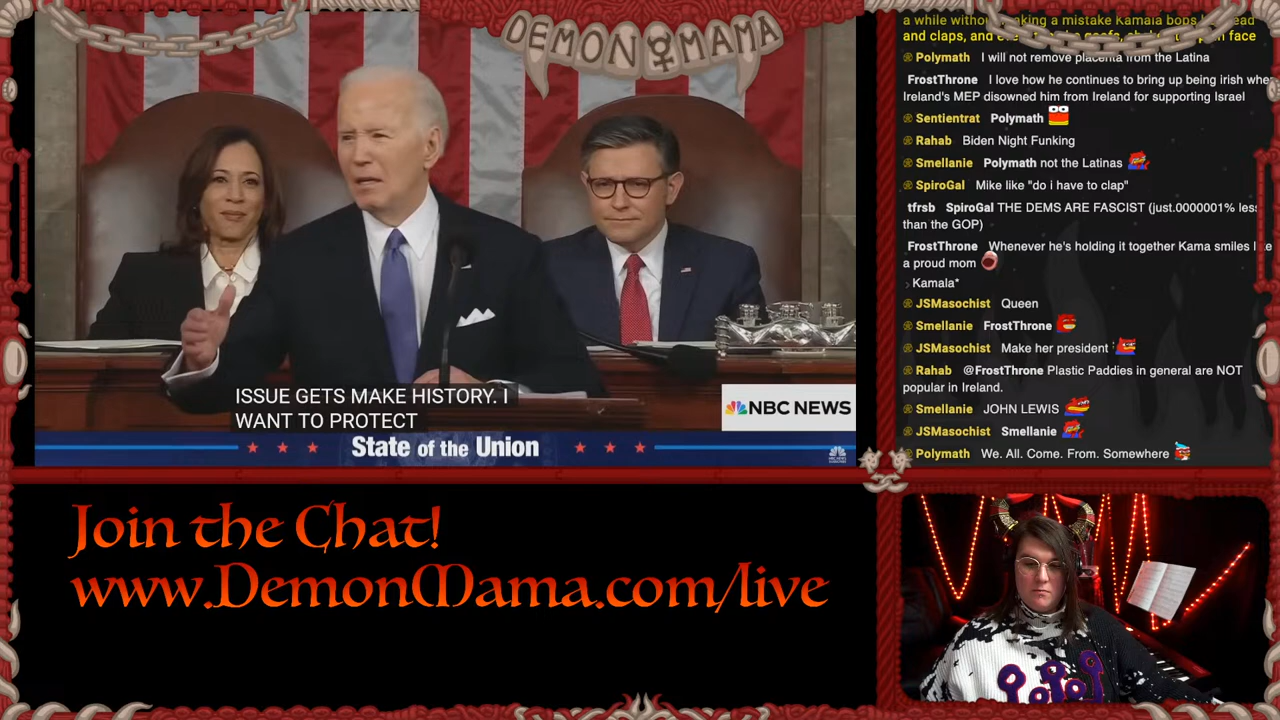 DEMON MAMA
ISSUE GETS MAKE HISTORY. I
WANT TO PROTECT
NBC NEWS
State of the Union
Join the Chat!
www.DemonMama.com/live
a while
and claps, and
face
Polymath I will not remove placenta from the Latina
FrostThrone I love how he continues to bring up being irish when
Ireland's MEP disowned him from Ireland for supporting Israel
Sentientrat Polymath
Rahab Biden Night Funking
Smellanie Polymath not the Latinas
SpiroGal Mike like "do i have to clap"
tfrsb SpiroGal THE DEMS ARE FASCIST (just.0000001% less
than the GOP)
FrostThrone Whenever he's holding it together Kama smiles like
a proud mom
Kamala*
JSMasochist Queen
Smellanie FrostThrone
JSMasochist Make her president
Rahab @FrostThrone Plastic Paddies in general are NOT
popular in Ireland.
Smellanie JOHN LEWIS
JSMasochist Smellanie
Polymath We. All. Come. From. Somewhere